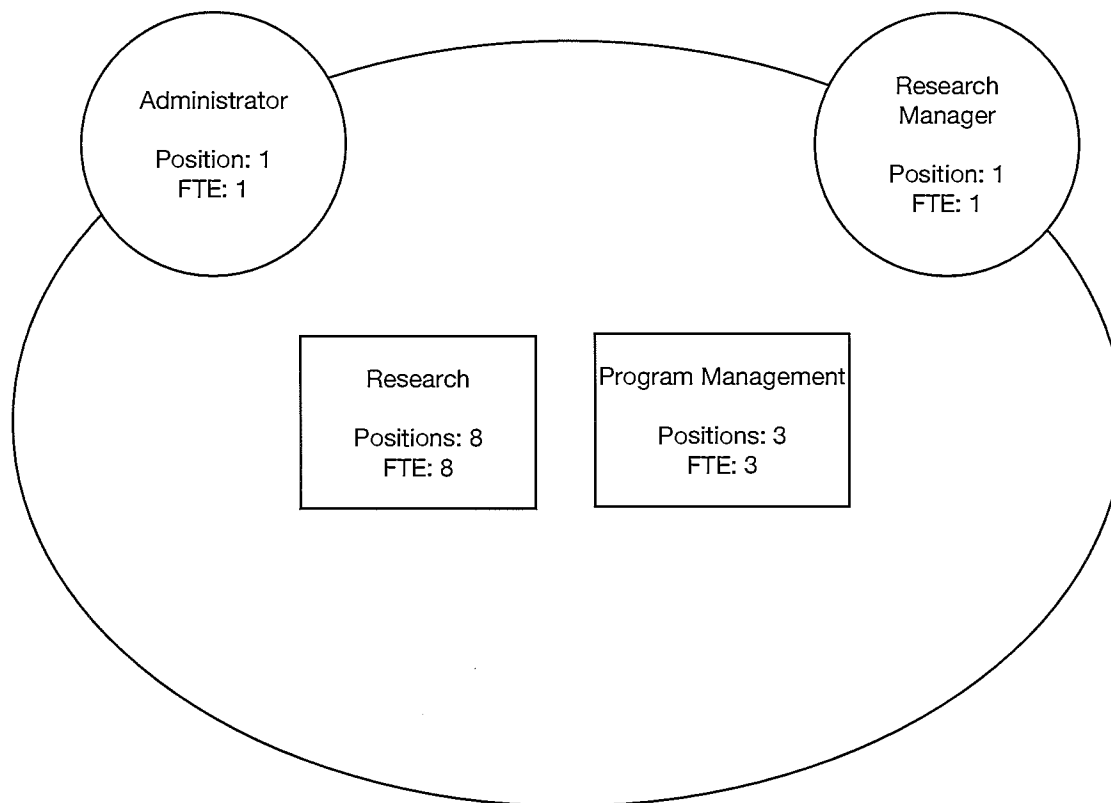 Administrator
Position: 1
FTE: 1
Research
Manager
Position: 1
FTE: 1
Research
Positions: 8
FTE: 8
Program Management
Positions: 3
FTE: 3